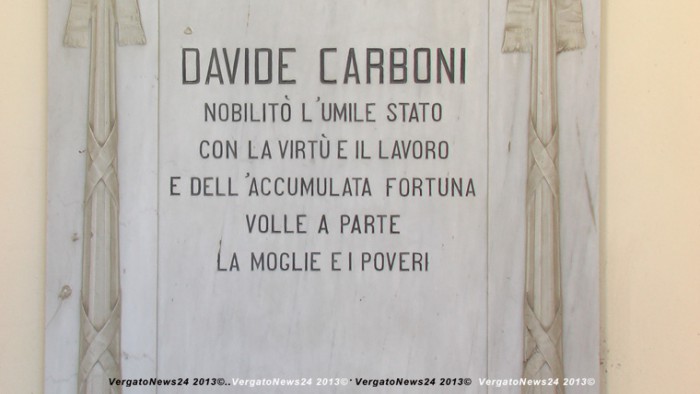 DAVIDE CARBONI
NOBILITÒ L'UMILE STATO
CON LA VIRTÙ E IL LAVORO
E DELL'ACCUMULATA FORTUNA
VOLLE A PARTE
LA MOGLIE E I POVERI
VergatoNews24 2013©..VergatoNews24 2013©· VergatoNews24 2013© VergatoNews24 2013©